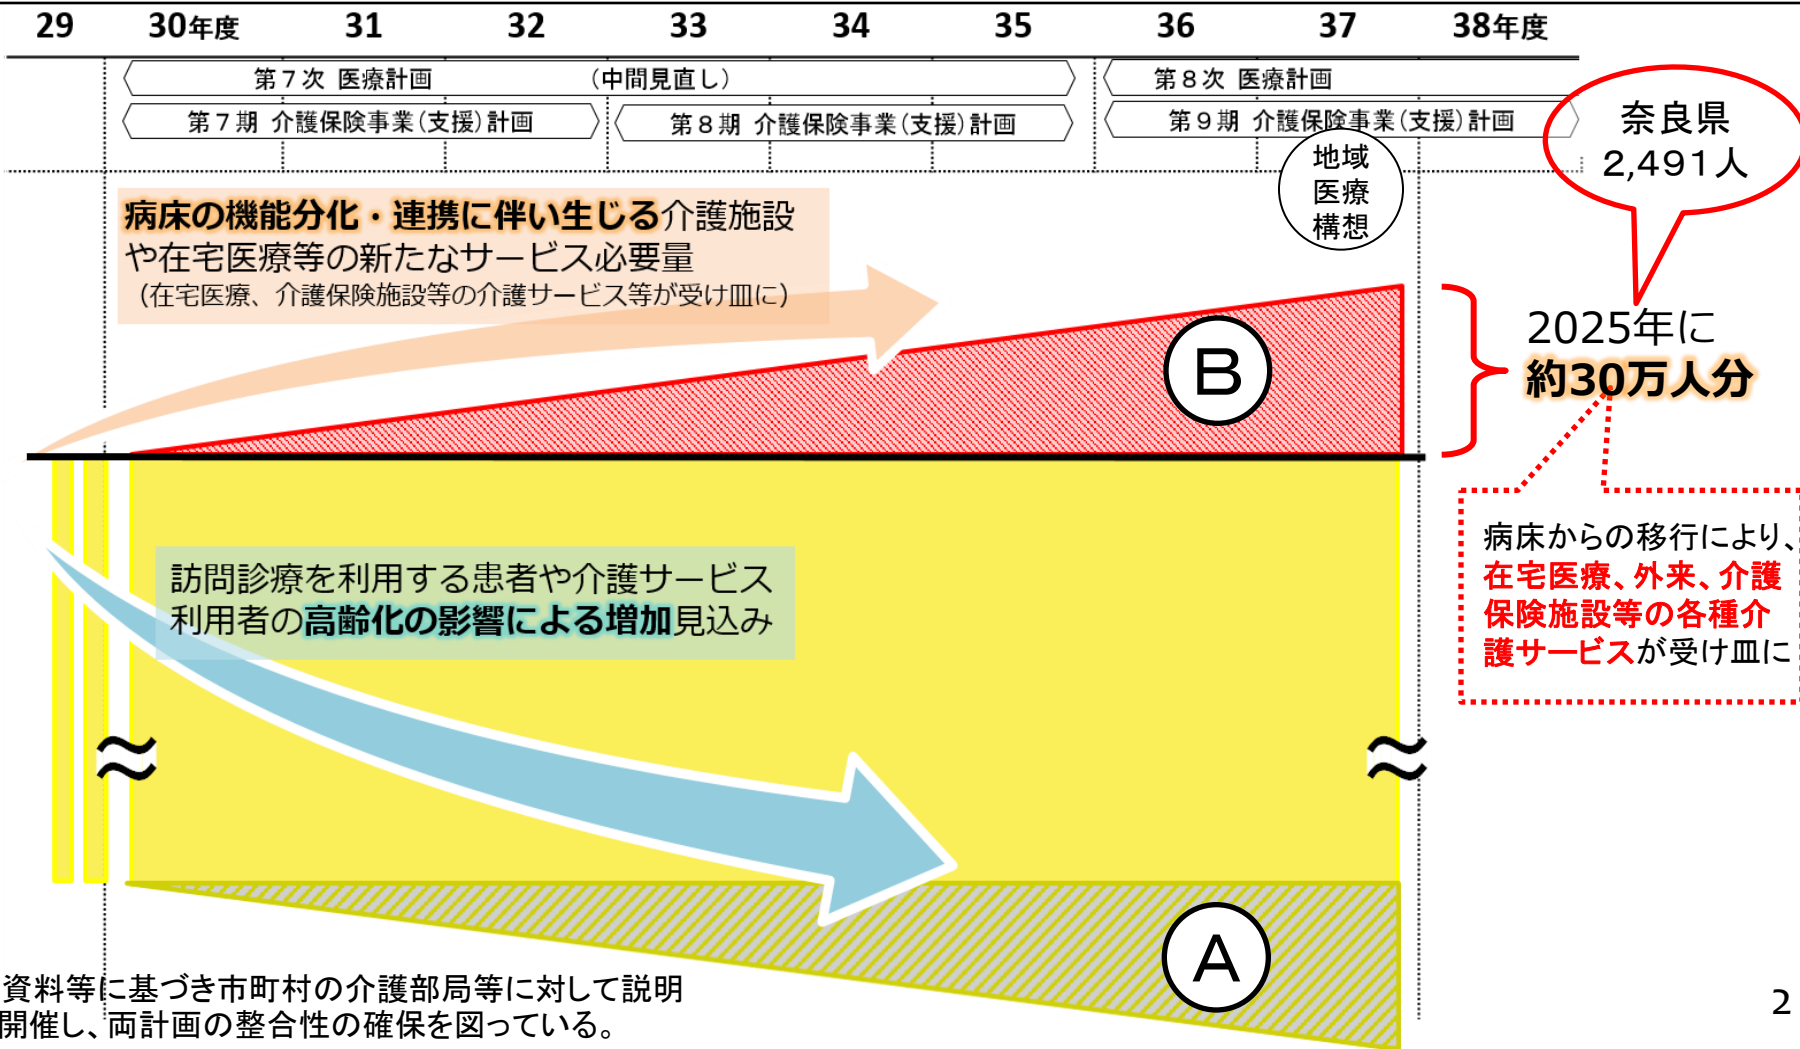 29 30年度 31 32 33 34 35 36 37 38年度
第７次 医療計画 （中間見直し） 第８次 医療計画
第７期 介護保険事業（支援）計画 第８期 介護保険事業（支援）計画 第９期 介護保険事業（支援）計画
奈良県
2,491人
地域
医療
構想
病床の機能分化・連携に伴い生じる介護施設
や在宅医療等の新たなサービス必要量
（在宅医療、介護保険施設等の介護サービス等が受け皿に）
B
2025年に
約30万人分
病床からの移行により、
在宅医療、外来、介護
保険施設等の各種介
護サービスが受け皿に
訪問診療を利用する患者や介護サービス
利用者の高齢化の影響による増加見込み
A
資料等に基づき市町村の介護部局等に対して説明
開催し、両計画の整合性の確保を図っている。
2